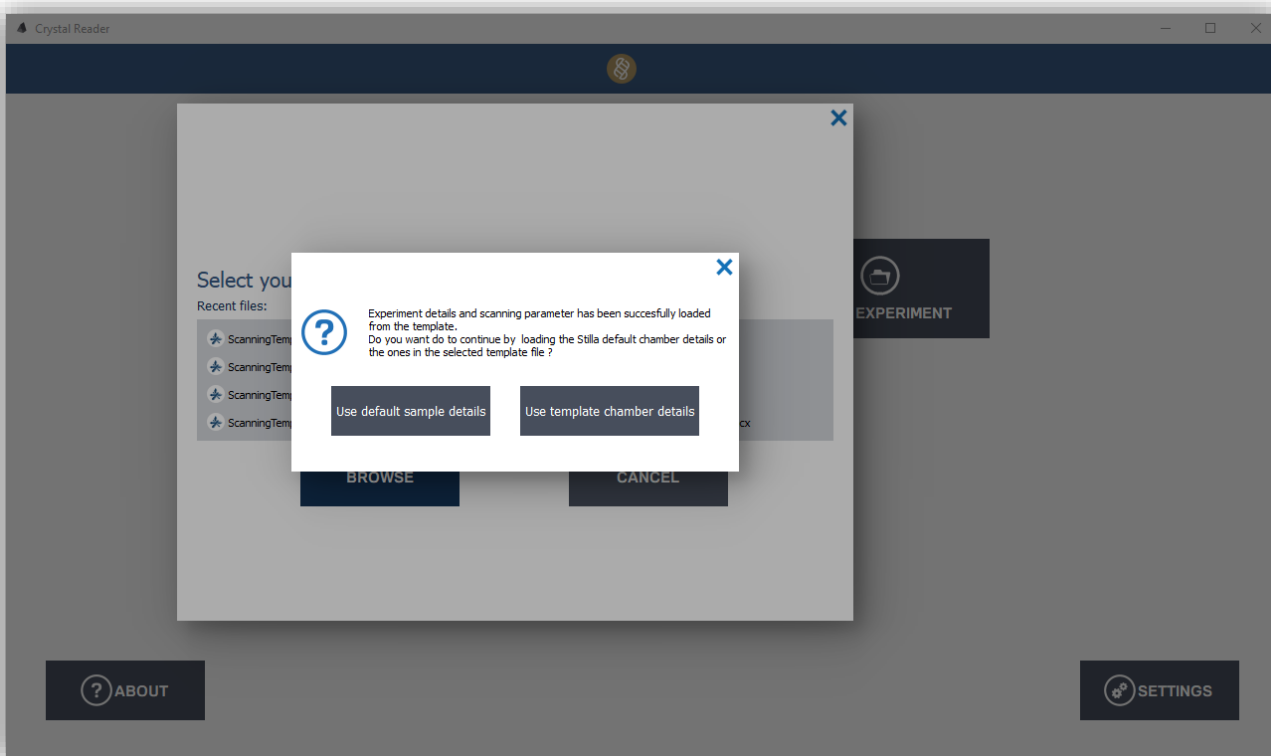 Crystal Reader
Select you
Recent files:
EXPERIMENT
Experiment details and scanning parameter has been succesfully loaded
from the template.
Do you want do to continue by loading the Stilla default chamber details or
the ones in the selected template file ?
ScanningTem
ScanningTem
ScanningTem
ScanningTem
cx
Use default sample details
Use template chamber details
BROWSE
CANCEL
? ABOUT
SETTINGS